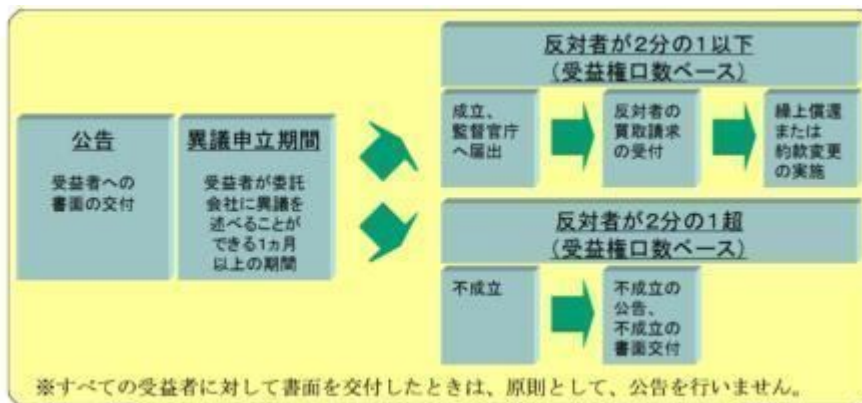 公告
受益者への
書面の交付
異議申立期間
受益者が委託
会社に異議を
述べることが
できる1ヵ月
以上の期間
反対者が2分の1以下
(受益権口数ベース)
成立、
監督官庁
へ届出
反対者の
買取請求
の受付
繰上償還
または
約款変更
の実施
反対者が2分の1超
(受益権口数ベース)
不成立
不成立の
公告、
不成立の
書面交付
※すべての受益者に対して書面を交付したときは、原則として、公告を行いません。